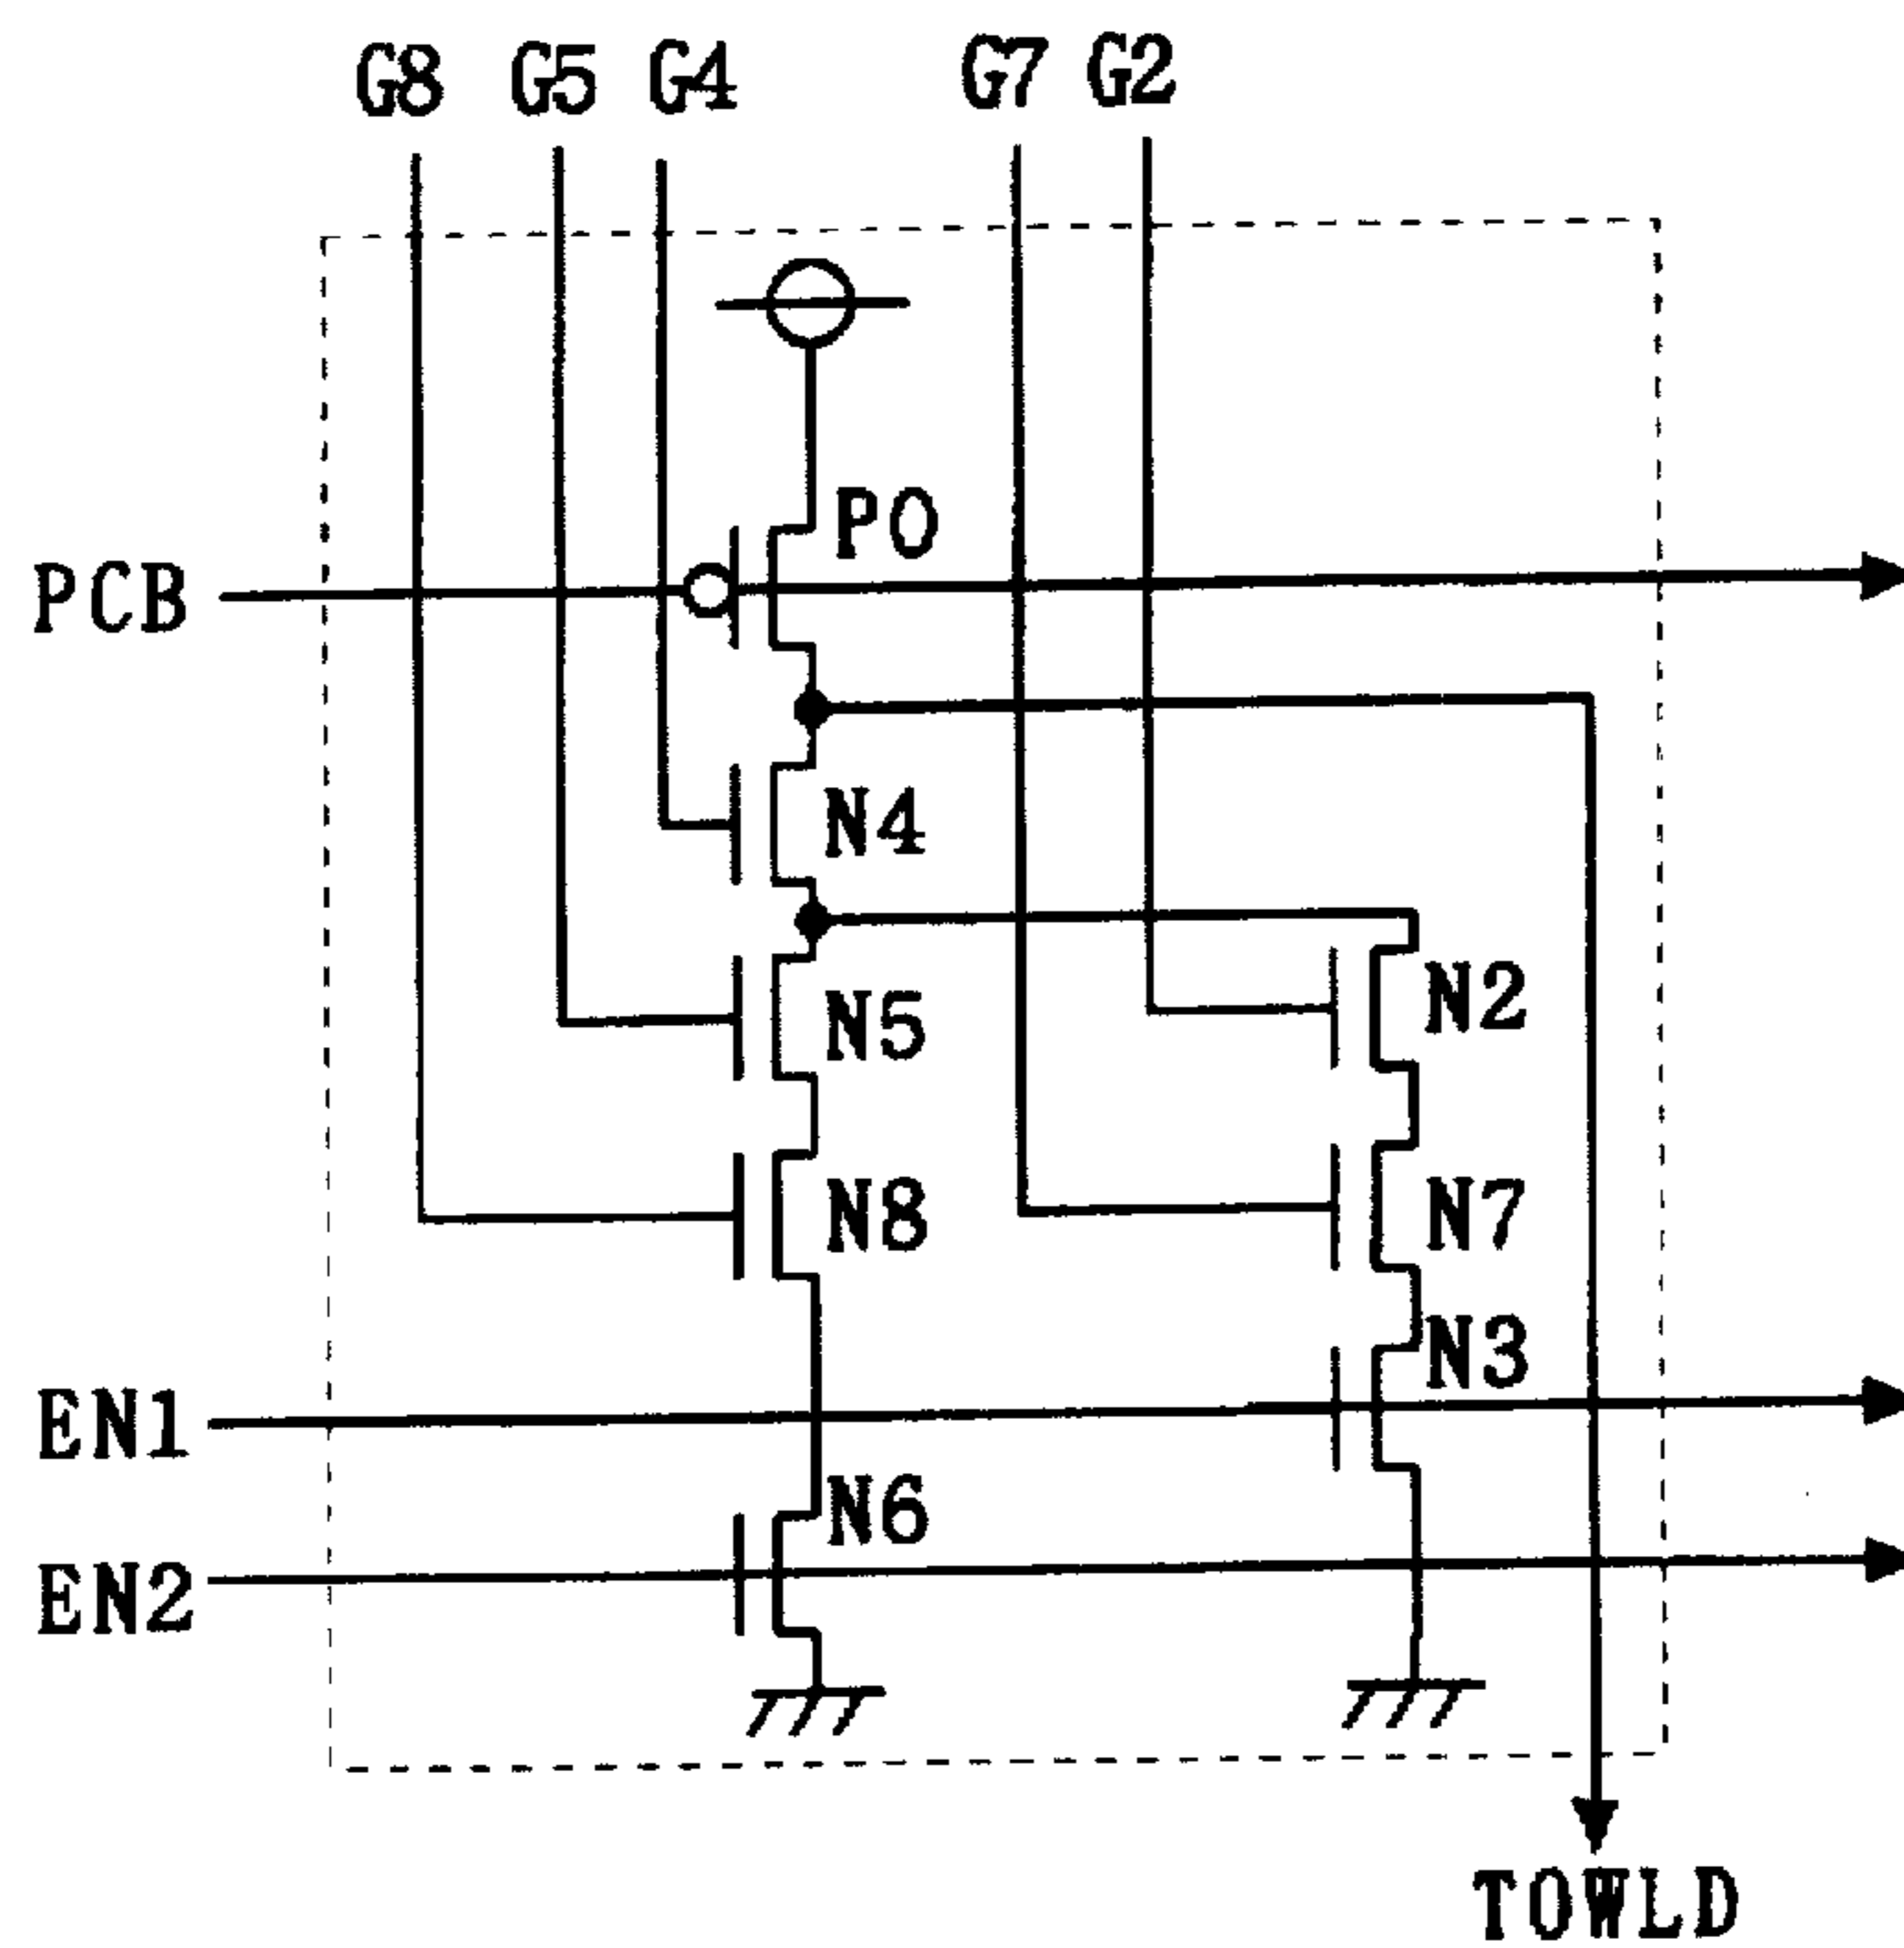 G8 G5 G4 G7 G2
P0
PCB
N4
N5 N2
N8 N7
N3
EN1
N6
EN2
TOWLD